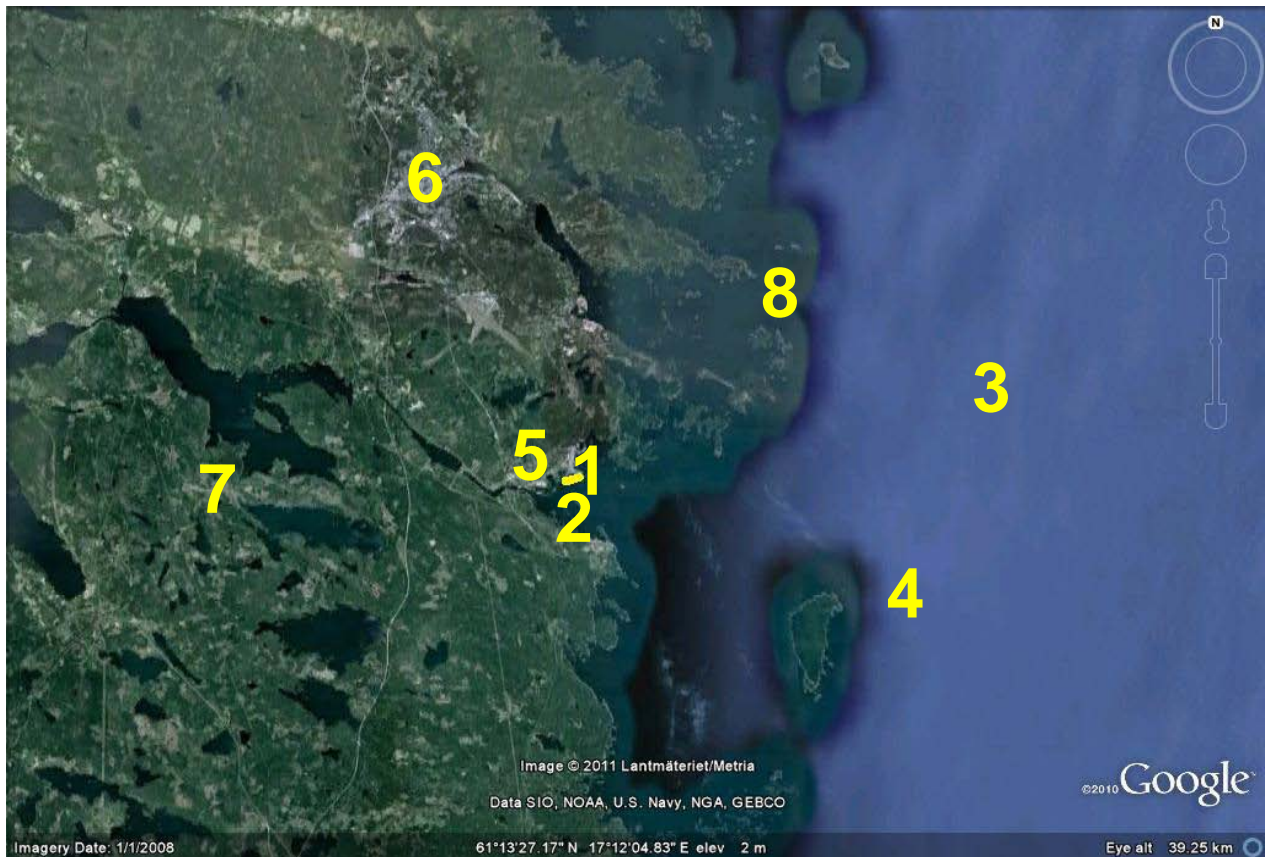 N
6
8
3
5 1
7
2
4
Image © 2011 Lantmäteriet/Metria
Data SIO, NOAA, U.S. Navy, NGA, GEBCO
©2010 Google
Imagery Date: 1/1/2008 61°13'27.17" N 17°12'04.83" E elev 2 m Eye alt 39.25 km